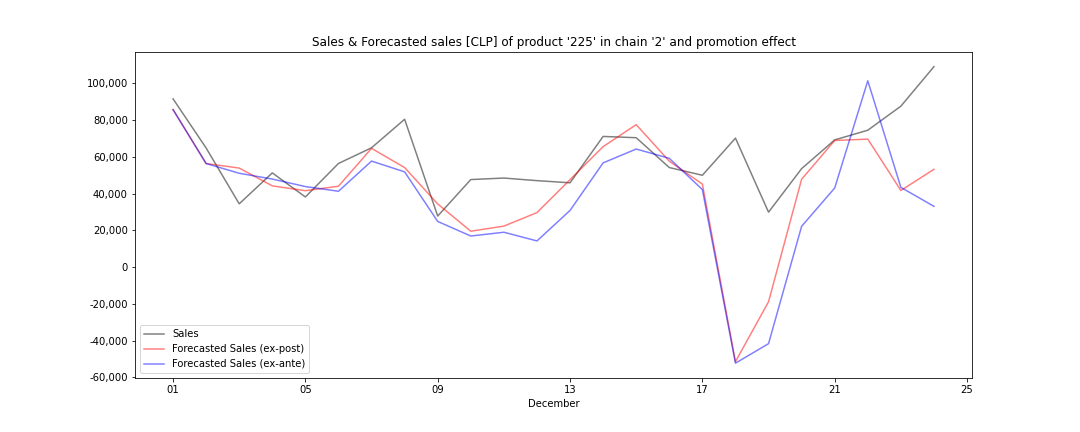 Sales & Forecasted sales [CLP] of product '225' in chain '2' and promotion effect
100,000
80,000
60,000
40,000
20,000
0
-20,000
-40,000
-60,000
Sales
Forecasted Sales (ex-post)
Forecasted Sales (ex-ante)
01 05 09 13 17 21 25
December